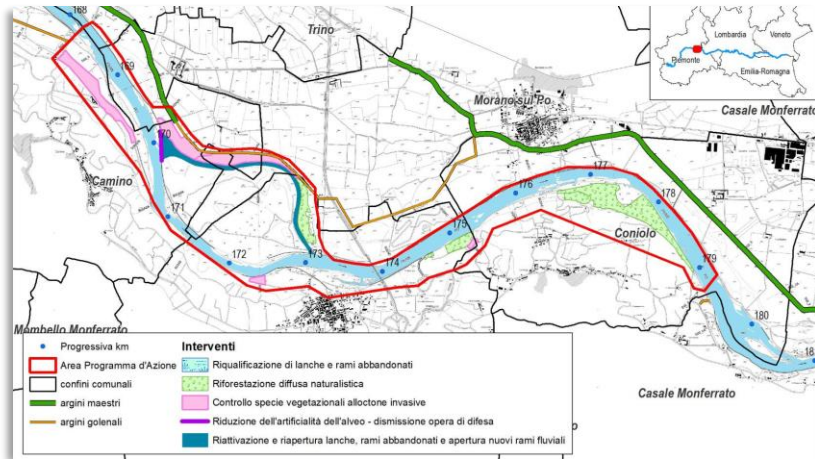 168
Trino
Lombardia
Veneto
Piemonte
Emilia-Romagna
169
Morano sul Po
Casale Monferrato
170
Camino
177
176
178
171
Coniolo
175
172
173
174
179
180
Mombello Monferrato
Casale Monferrato
Progressiva km
Area Programma d'Azione
confini comunali
argini maestri
argini golenali
Interventi
Riqualificazione di lanche e rami abbandonati
Riforestazione diffusa naturalistica
Controllo specie vegetazionali alloctone invasive
Riduzione dell'artificialità dell'alveo - dismissione opera di difesa
Riattivazione e riapertura lanche, rami abbandonati e apertura nuovi rami fluviali